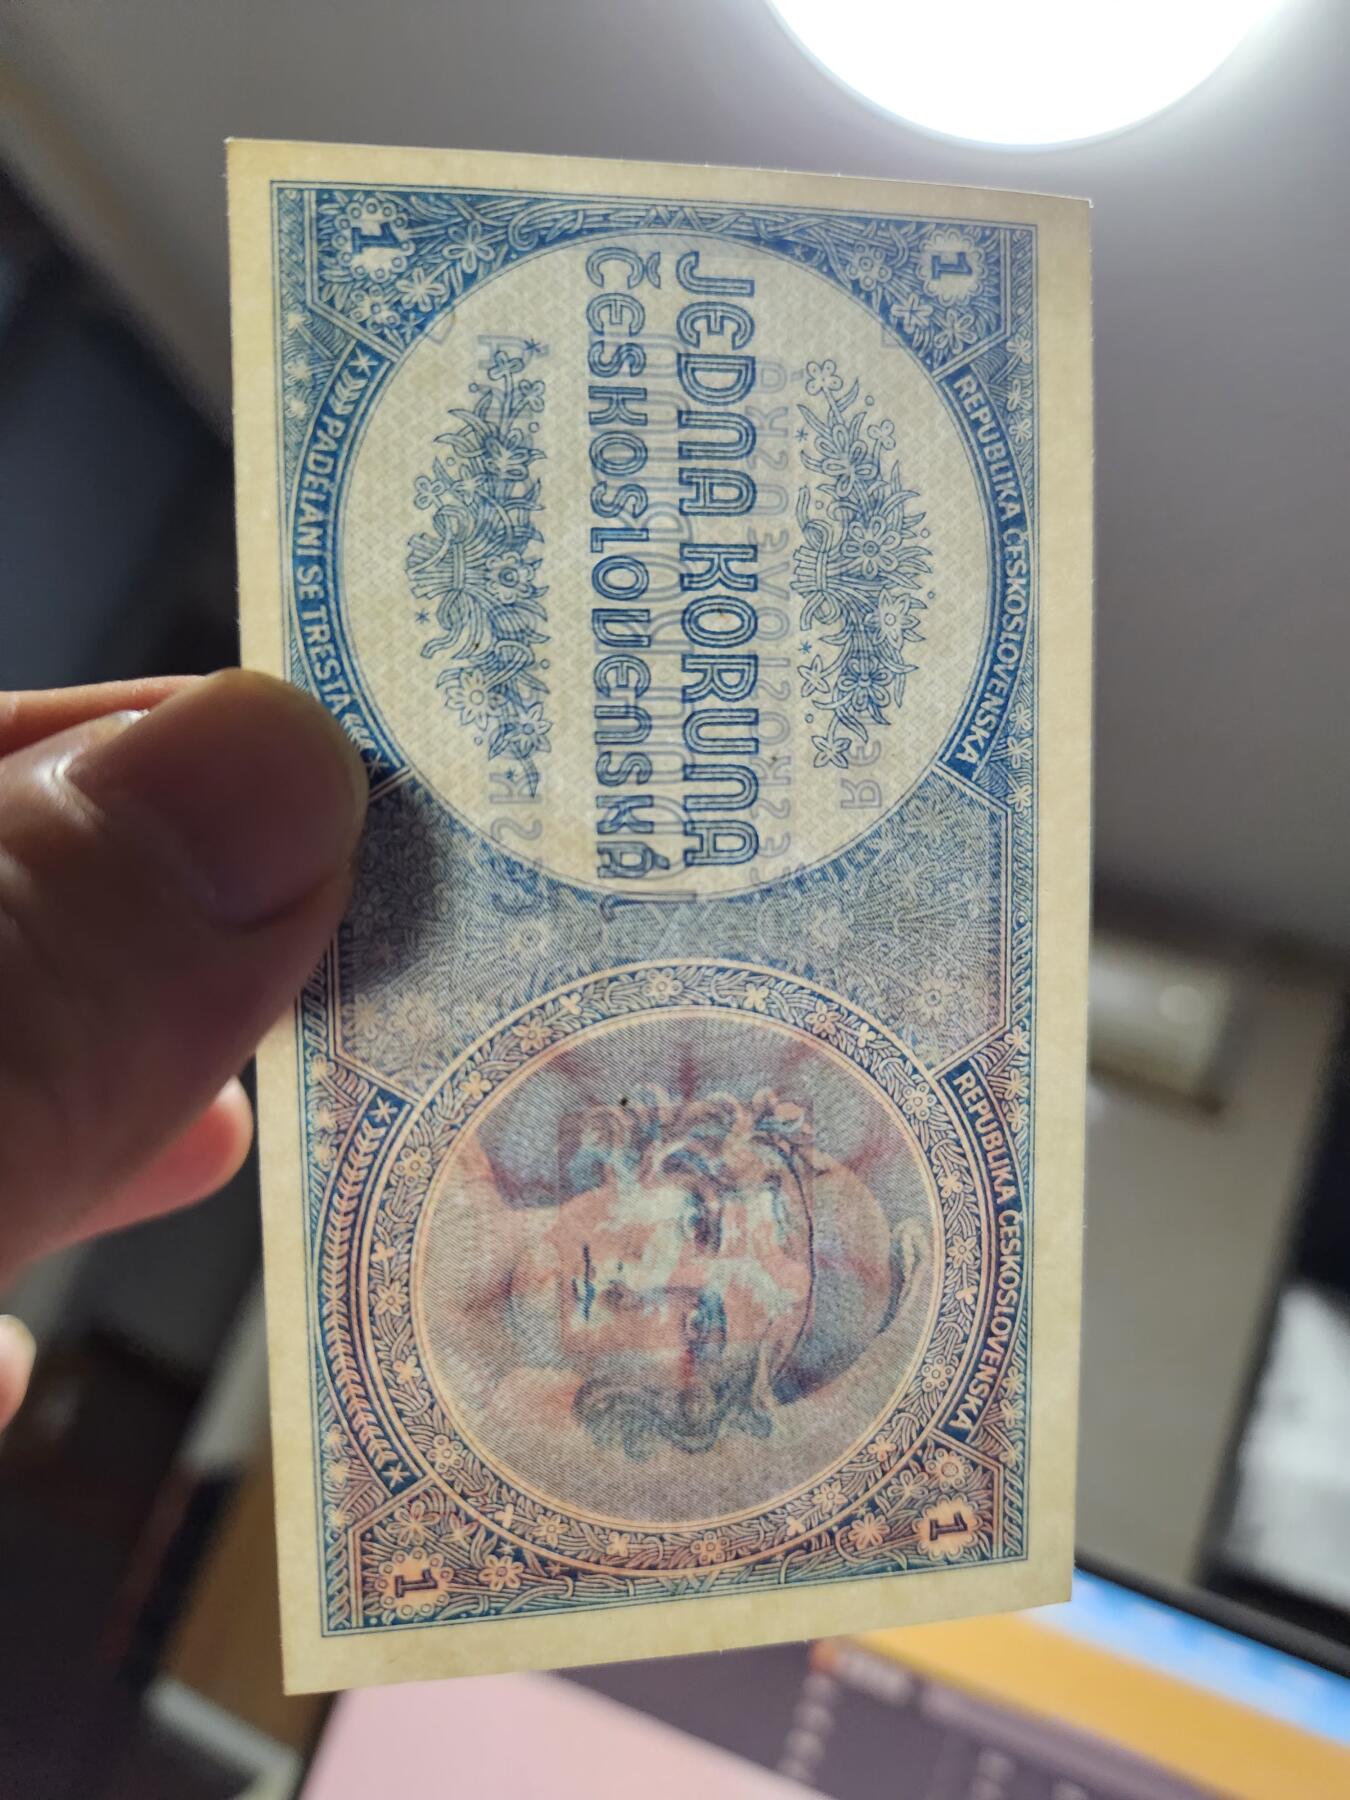 REPUBLIKA ČESKOSLOVENSKÁ
REPUBLIKA ČESKOSLOVENSKÁ
1
1
JEDNA KORUNA
ČESKOSLOVENSKÁ
PADĚLÁNÍ SE TRESTÁ
1
1